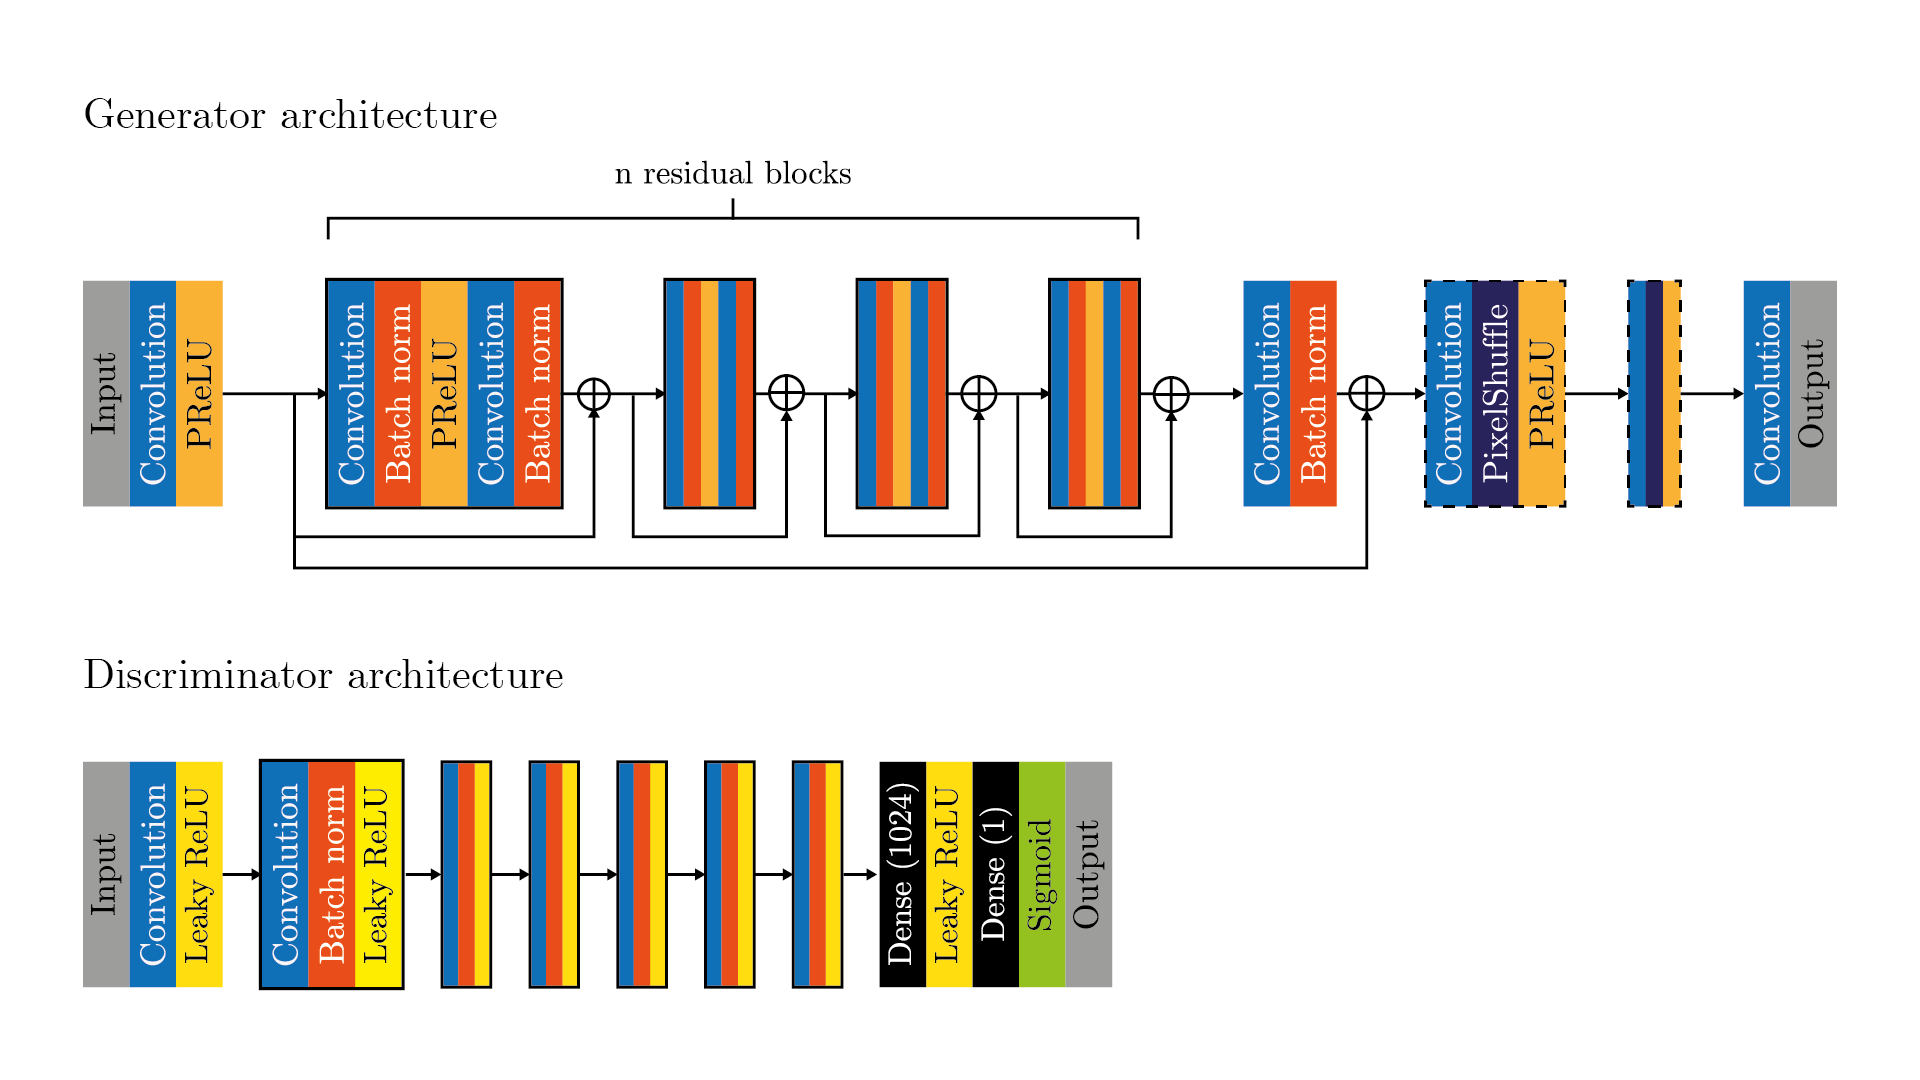 Generator architecture
n residual blocks
Input
Convolution
PReLU
Convolution
Batch norm
PReLU
Convolution
Batch norm
Convolution
Batch norm
Convolution
PixelShuffle
PReLU
Convolution
Output
Discriminator architecture
Input
Convolution
Leaky ReLU
Convolution
Batch norm
Leaky ReLU
Dense (1024)
Leaky ReLU
Dense (1)
Sigmoid
Output